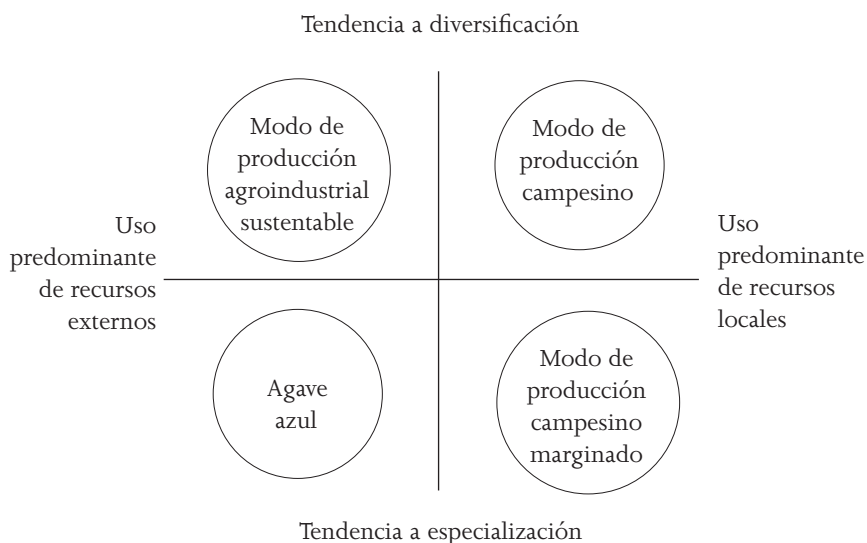 Tendencia a diversificación
Modo de
producción
agroindustrial
sustentable
Modo de
producción
campesino
Uso
predominante
de recursos
externos
Uso
predominante
de recursos
locales
Agave
azul
Modo de
producción
campesino
marginado
Tendencia a especialización